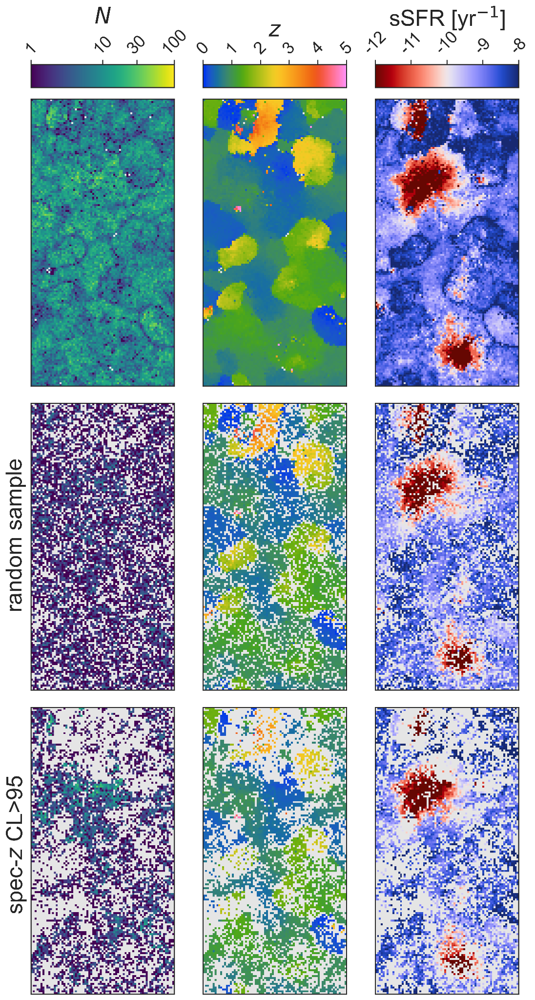 N
z
sSFR [yr⁻¹]
1 10 30 100
0 1 2 3 4 5
-12 -11 -10 -9 -8
random sample
spec-z CL>95